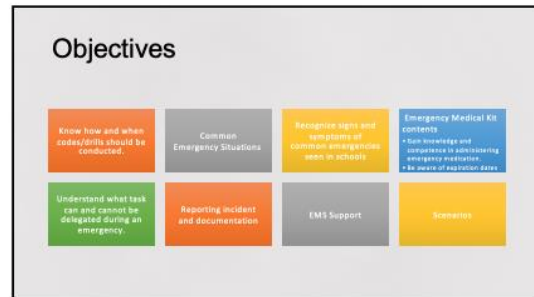 Objectives
Know how and when
codes/drills should be
conducted.
Common
Emergency Situations
Recognize signs and
symptoms of
common emergencies
seen in schools
Emergency Medical Kit
contents
• Gain knowledge and
competence in administering
emergency medication.
• Be aware of expiration dates
Understand what task
can and cannot be
delegated during an
emergency.
Reporting incident
and documentation
EMS Support
Scenarios